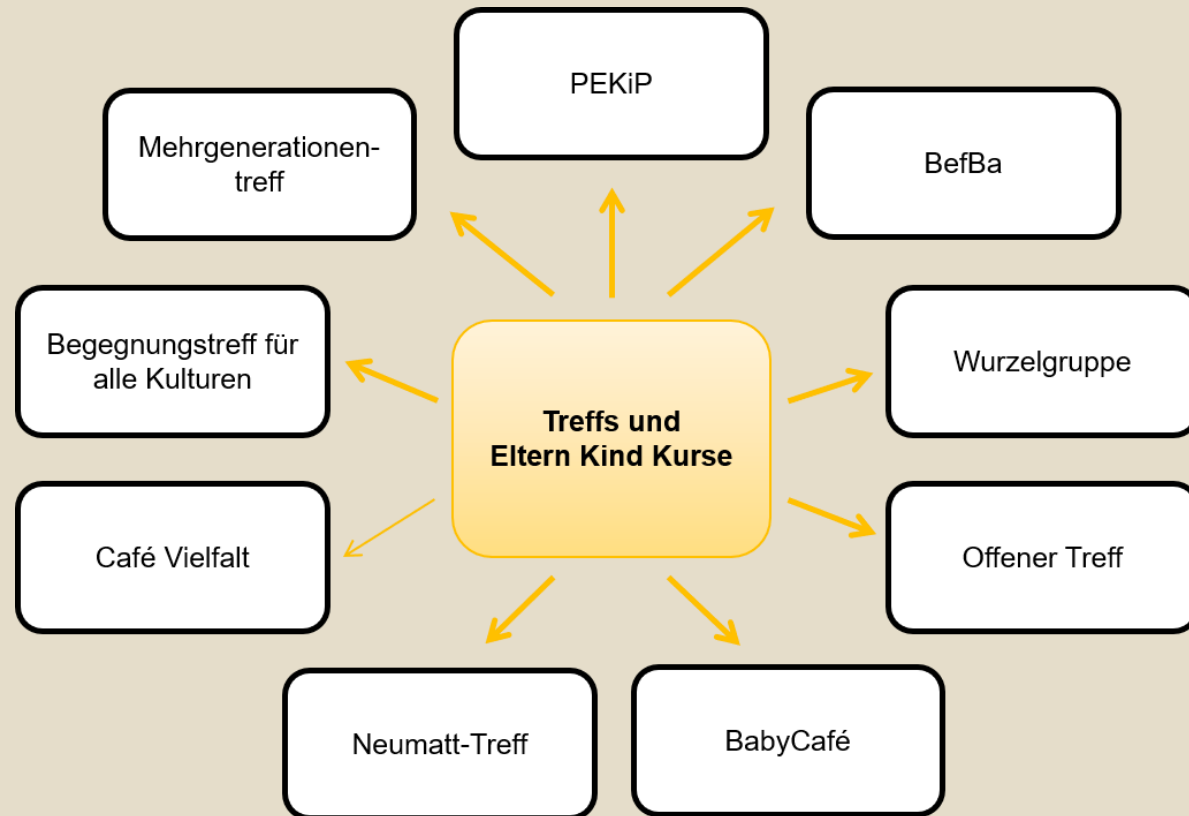 PEKiP
Mehrgenerationen-
treff
BefBa
Begegnungstreff für
alle Kulturen
Wurzelgruppe
Treffs und
Eltern Kind Kurse
Café Vielfalt
Offener Treff
Neumatt-Treff
BabyCafé